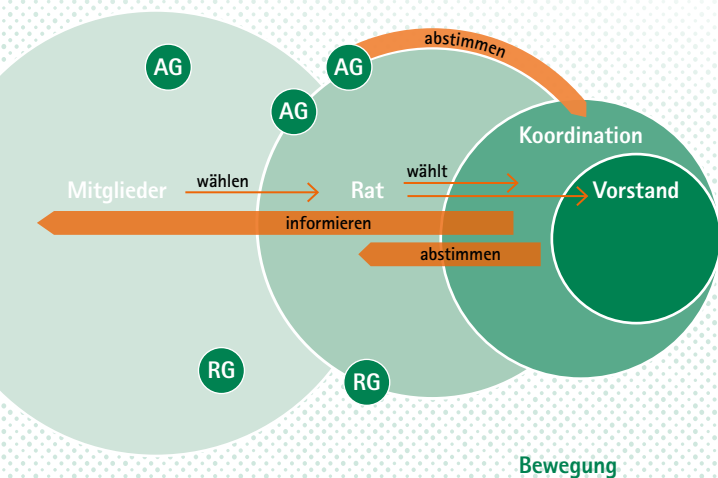 abstimmen
AG
AG
AG
Koordination
Mitglieder
wählen
Rat
wählt
Vorstand
informieren
abstimmen
RG
RG
Bewegung